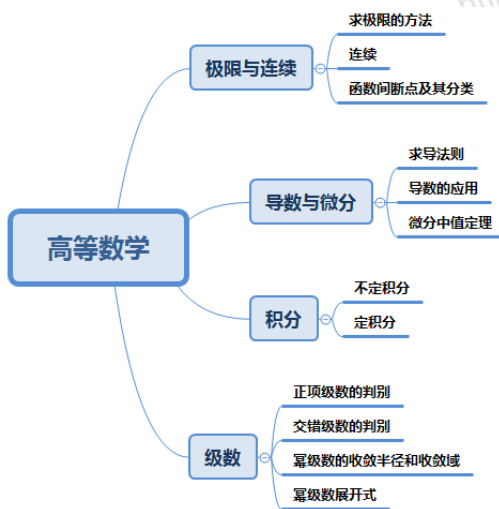 高等数学
极限与连续
求极限的方法
连续
函数间断点及其分类
导数与微分
求导法则
导数的应用
微分中值定理
积分
不定积分
定积分
级数
正项级数的判别
交错级数的判别
幂级数的收敛半径和收敛域
幂级数展开式